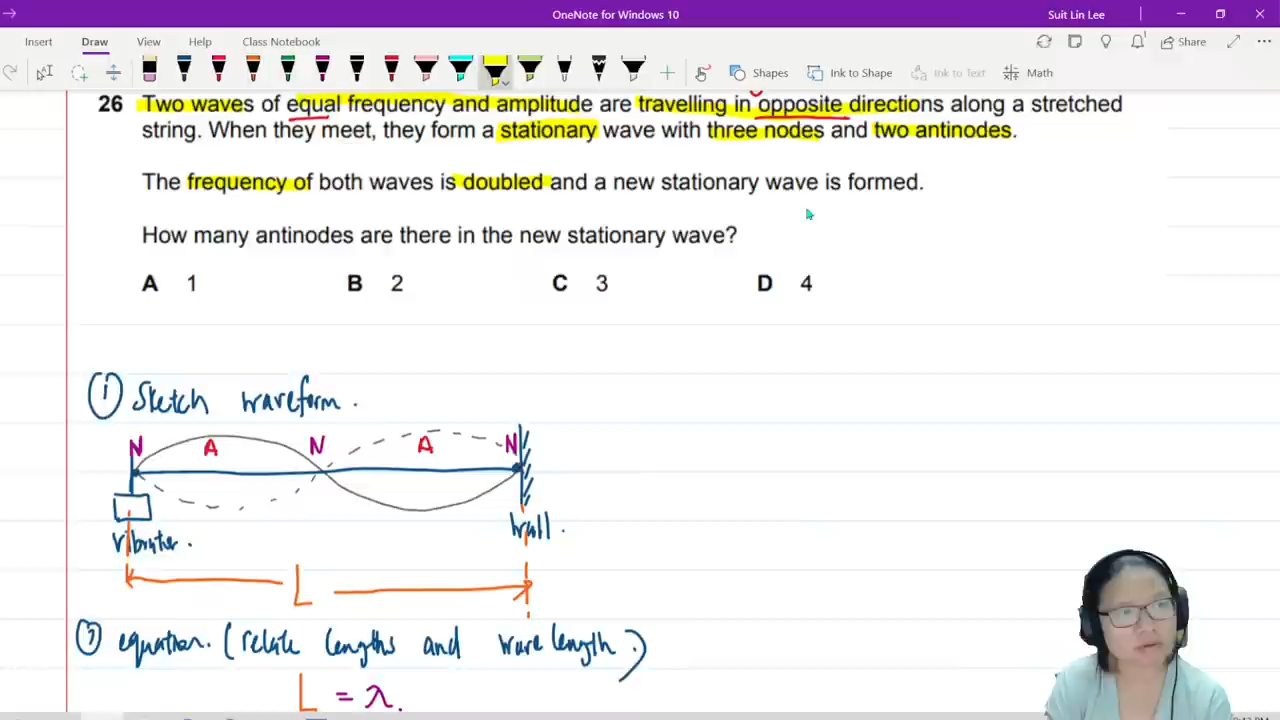 OneNote for Windows 10
Suit Lin Lee
Insert Draw View Help Class Notebook
Share
Shapes Ink to Shape Ink to Text Math
26 Two waves of equal frequency and amplitude are travelling in opposite directions along a stretched
string. When they meet, they form a stationary wave with three nodes and two antinodes.
The frequency of both waves is doubled and a new stationary wave is formed.
How many antinodes are there in the new stationary wave?
A 1 B 2 C 3 D 4
① Sketch waveform.
N A N A N
vibrator.
wall.
L
② equation. (relate lengths and wavelength.)
L = λ.